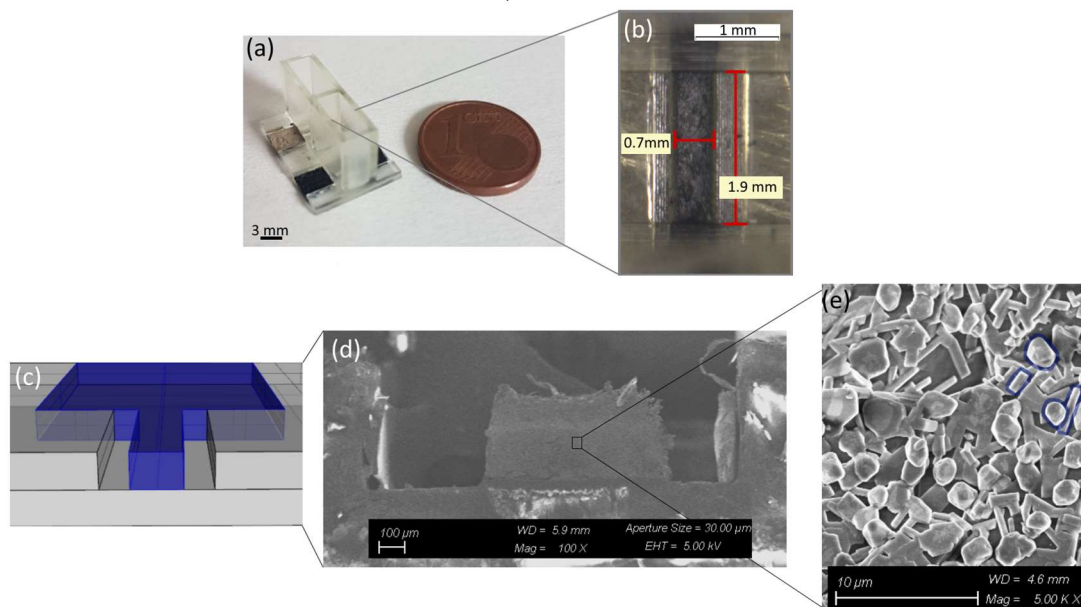 (a)
1
3 mm
(b)
1 mm
0.7mm
1.9 mm
(c)
(d)
100 µm
WD = 5.9 mm
Aperture Size = 30.00 µm
Mag = 100 X
EHT = 5.00 kV
(e)
10 µm
WD = 4.6 mm
Mag = 5.00 K X